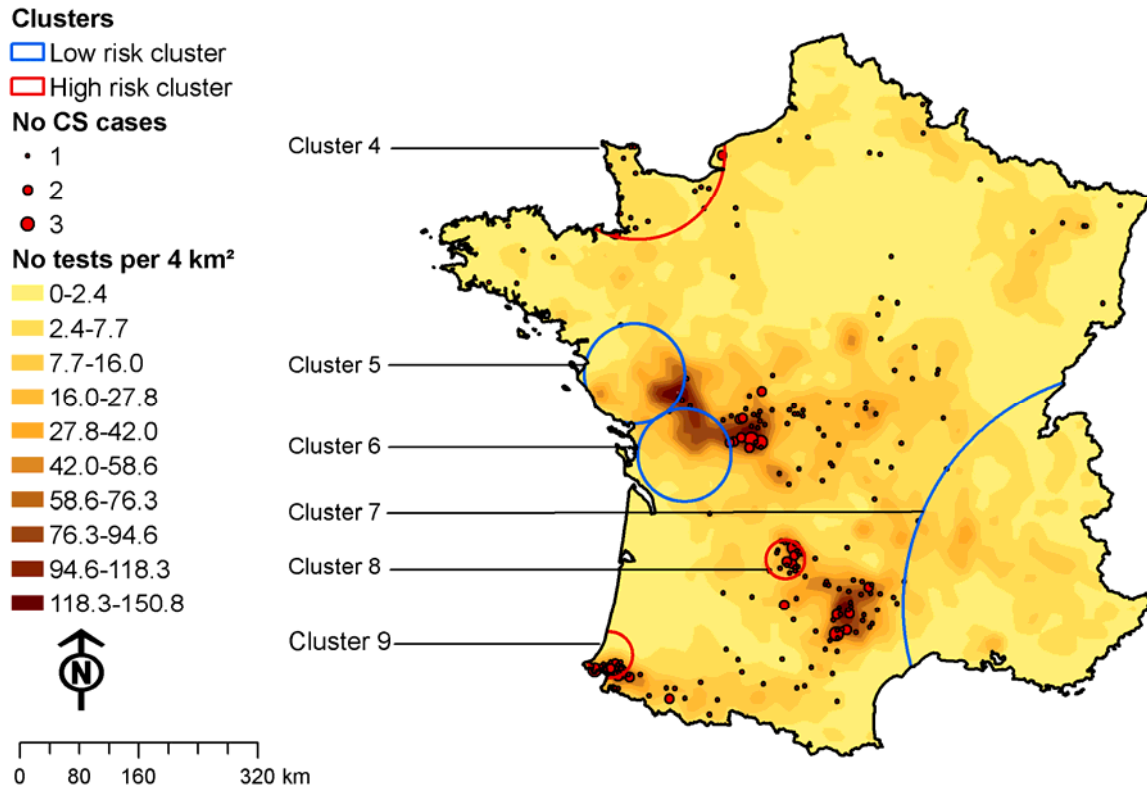 Clusters
Low risk cluster
High risk cluster
No CS cases
1
2
3
No tests per 4 km²
0-2.4
2.4-7.7
7.7-16.0
16.0-27.8
27.8-42.0
42.0-58.6
58.6-76.3
76.3-94.6
94.6-118.3
118.3-150.8
N
0 80 160 320 km
Cluster 4
Cluster 5
Cluster 6
Cluster 7
Cluster 8
Cluster 9